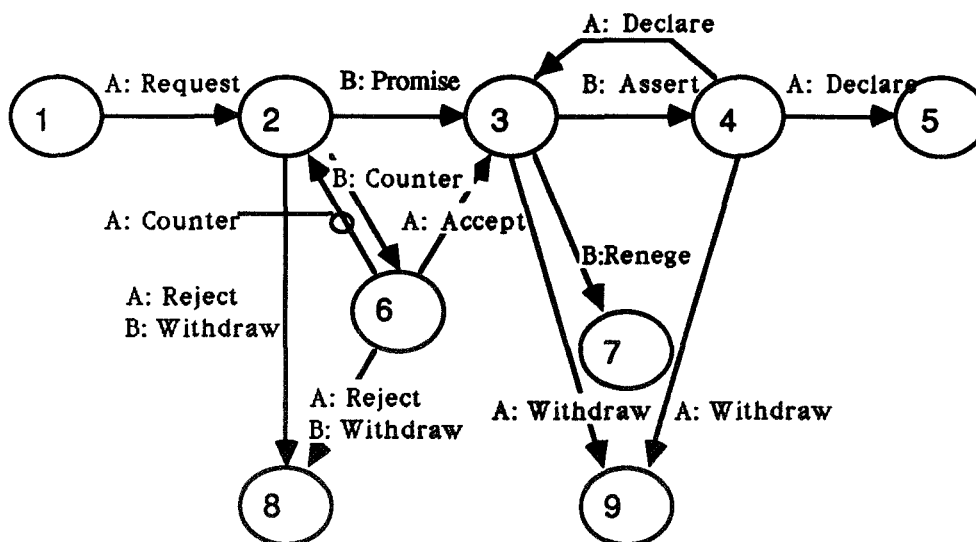 A: Declare
A: Request
B: Promise
B: Assert
A: Declare
1
2
3
4
5
B: Counter
A: Counter
A: Accept
B:Renege
A: Reject
B: Withdraw
6
7
A: Reject
B: Withdraw
A: Withdraw
A: Withdraw
8
9